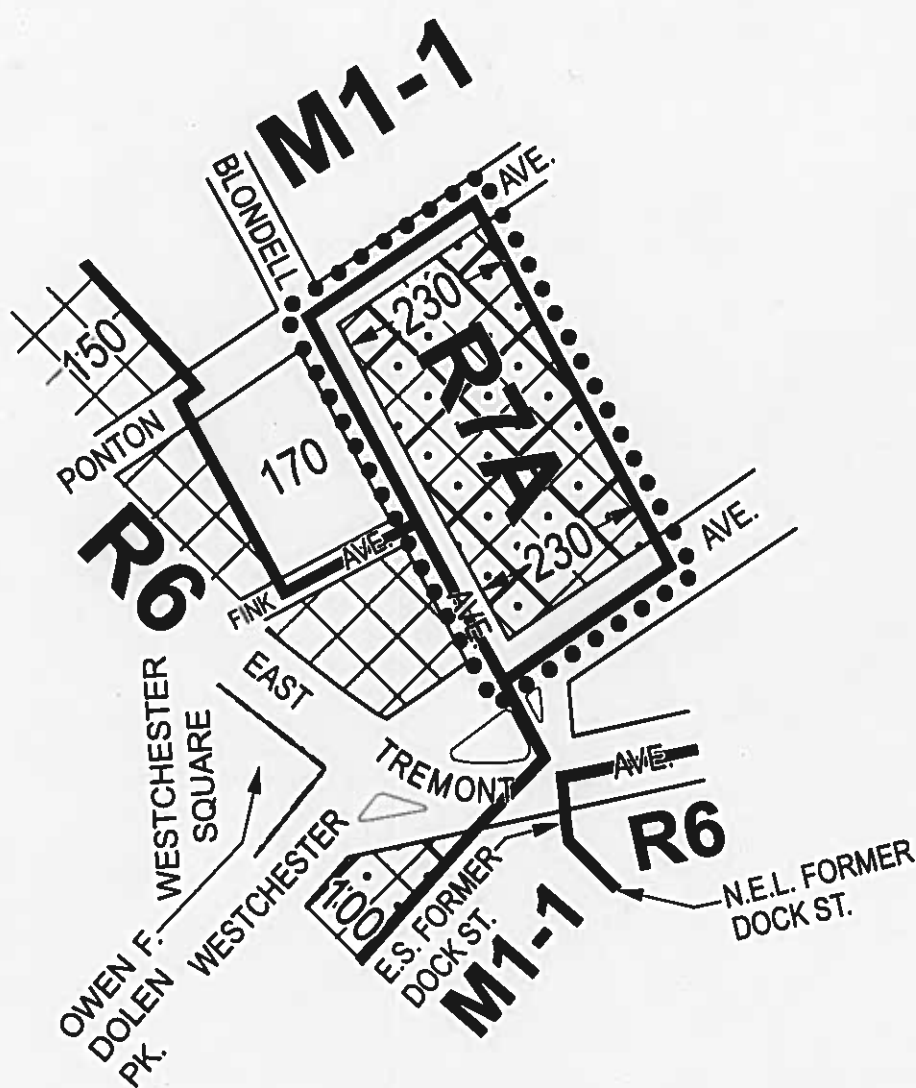 M1-1
BLONDELL
AVE.
230
150
R7A
PONTON
170
R6
AVE.
230
AVE.
FINK
AVE.
EAST
WESTCHESTER
SQUARE
TREMONT
AVE.
R6
WESTCHESTER
100
E.S. FORMER
DOCK ST.
N.E.L. FORMER
DOCK ST.
M1-1
OWEN F.
DOLEN
PK.